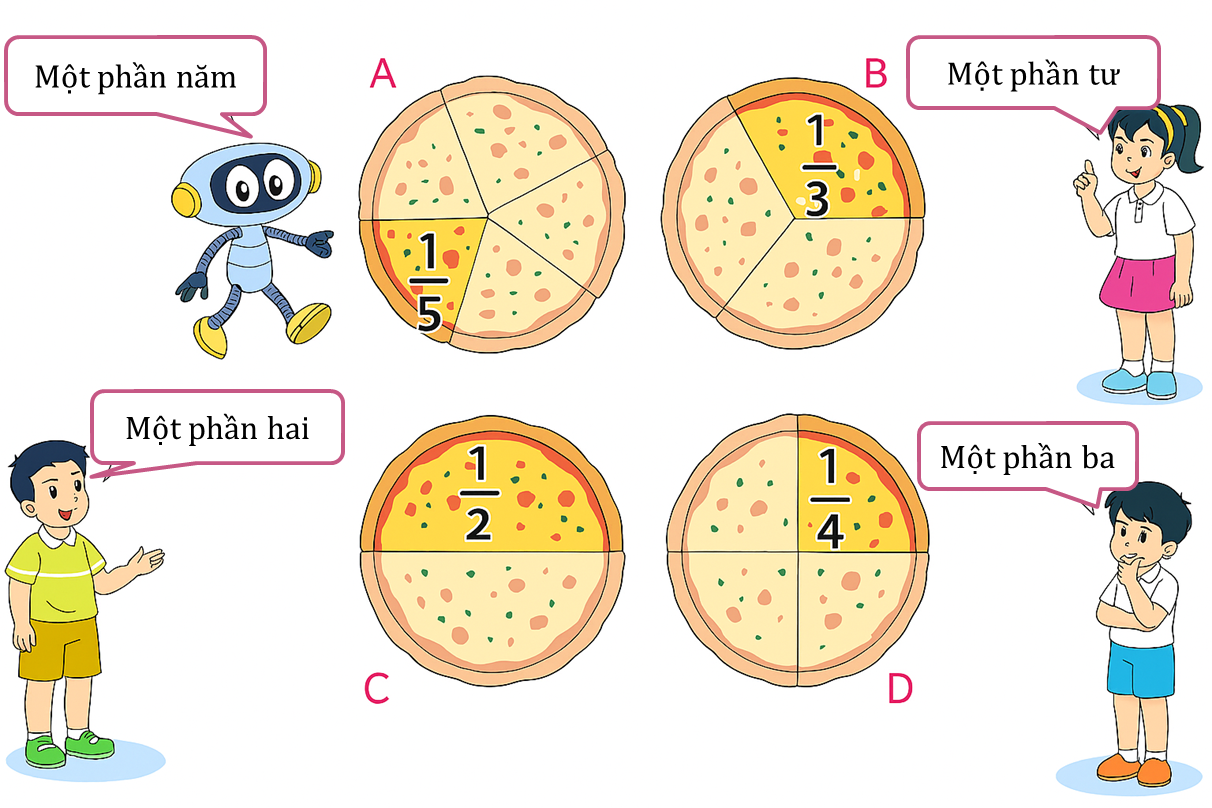 Một phần năm
A
B
Một phần tư
1
5
1
3
Một phần hai
1
2
1
4
Một phần ba
C
D